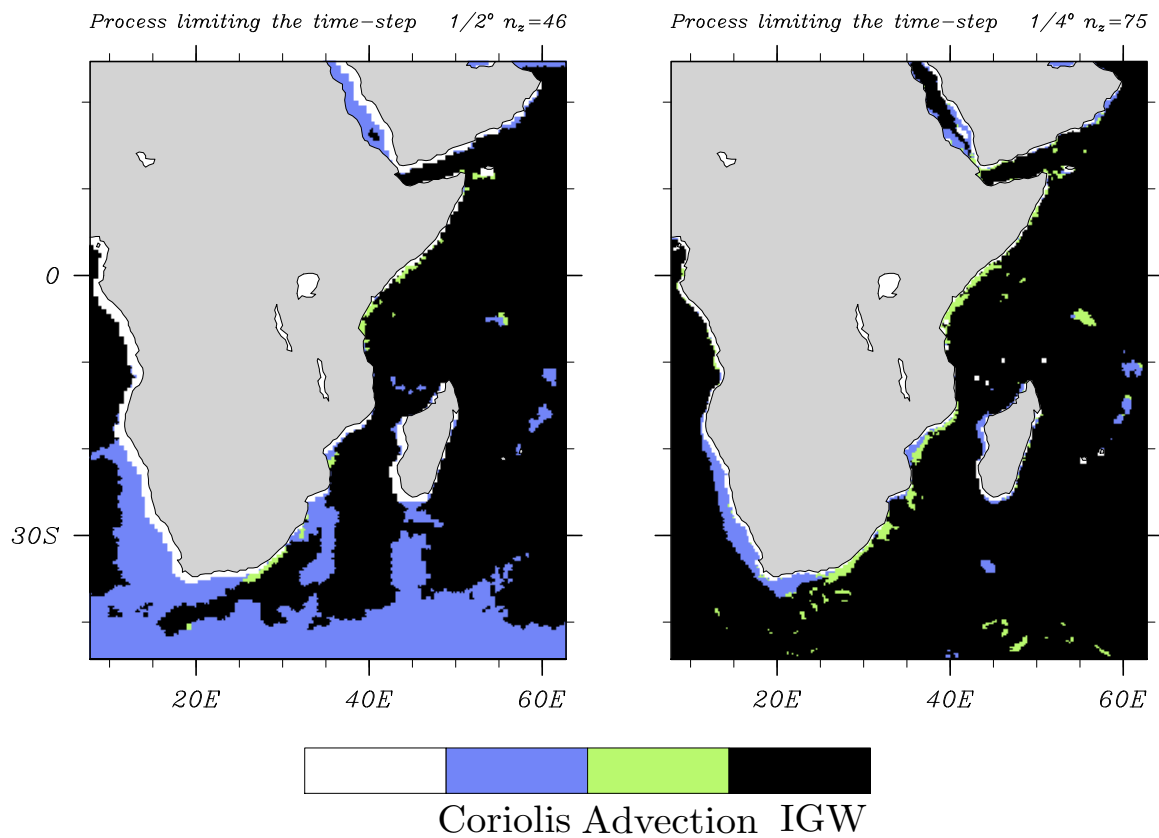 Process limiting the time-step 1/2° n_z=46
Process limiting the time-step 1/4° n_z=75
0
30S
20E 40E 60E
20E 40E 60E
Coriolis Advection IGW